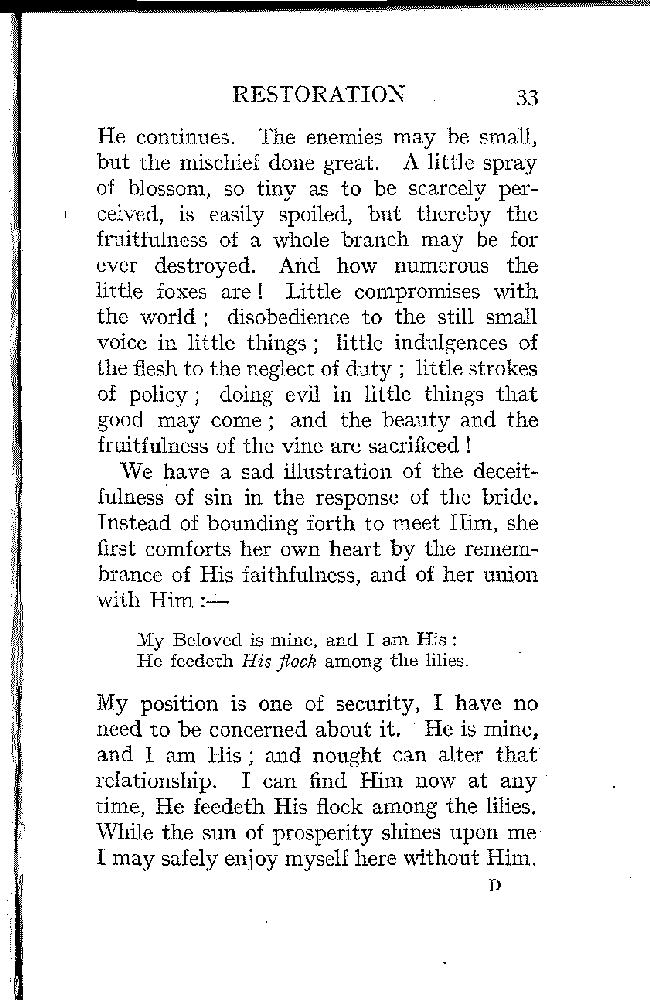 RESTORATION 33
He continues. The enemies may be small,
but the mischief done great. A little spray
of blossom, so tiny as to be scarcely per-
ceived, is easily spoiled, but thereby the
fruitfulness of a whole branch may be for
ever destroyed. And how numerous the
little foxes are ! Little compromises with
the world ; disobedience to the still small
voice in little things ; little indulgences of
the flesh to the neglect of duty ; little strokes
of policy ; doing evil in little things that
good may come ; and the beauty and the
fruitfulness of the vine are sacrificed !
We have a sad illustration of the deceit-
fulness of sin in the response of the bride.
Instead of bounding forth to meet Him, she
first comforts her own heart by the remem-
brance of His faithfulness, and of her union
with Him :—
My Beloved is mine, and I am His :
He feedeth His flock among the lilies.
My position is one of security, I have no
need to be concerned about it. He is mine,
and I am His ; and nought can alter that
relationship. I can find Him now at any
time, He feedeth His flock among the lilies.
While the sun of prosperity shines upon me
I may safely enjoy myself here without Him.
D